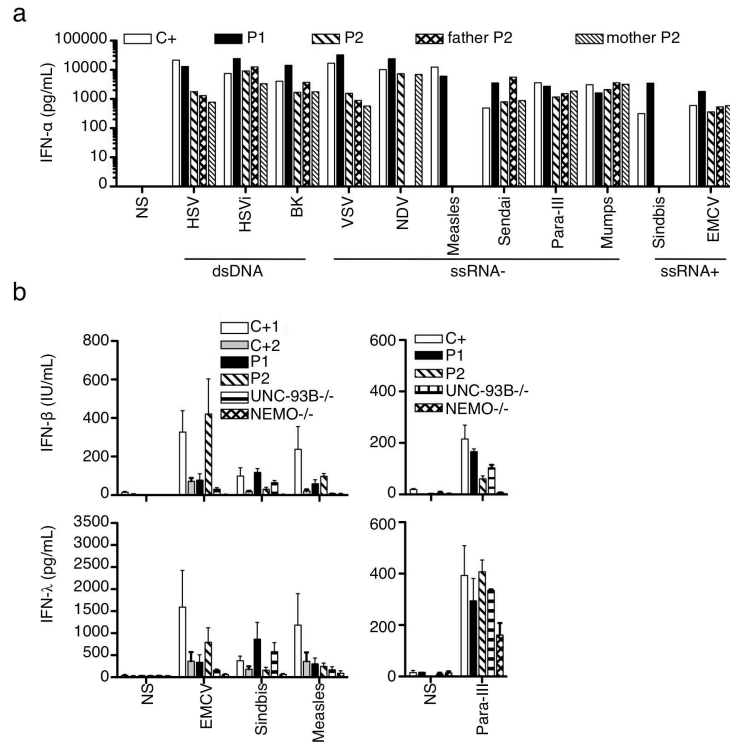 a
C+ P1 P2 father P2 mother P2
IFN-α (pg/mL)
100000
10000
1000
100
10
0
NS HSV HSVi BK VSV NDV Measles Sendai Para-III Mumps Sindbis EMCV
dsDNA ssRNA- ssRNA+
b
IFN-β (IU/mL)
800
600
400
200
0
C+1
C+2
P1
P2
UNC-93B-/-
NEMO-/-
600
400
200
0
C+
P1
P2
UNC-93B-/-
NEMO-/-
IFN-λ (pg/mL)
3500
3000
2500
2000
1500
1000
500
0
NS EMCV Sindbis Measles
600
400
200
0
NS Para-III